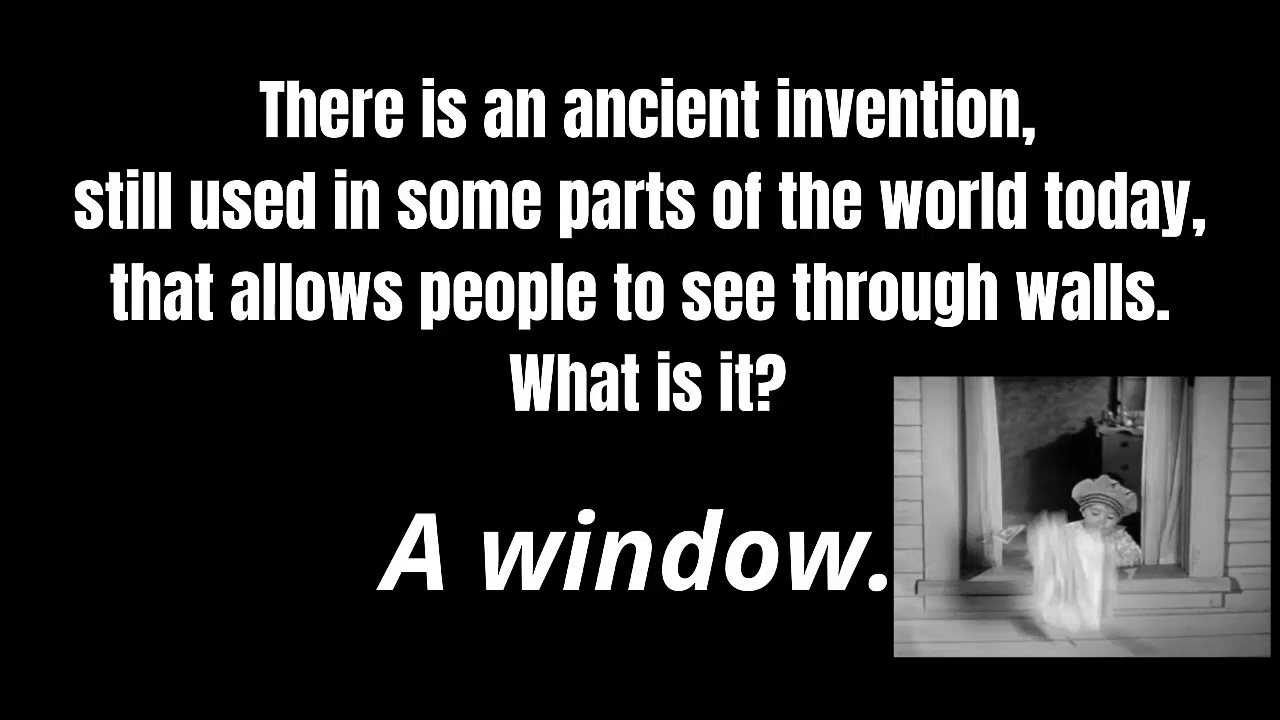 There is an ancient invention,
still used in some parts of the world today,
that allows people to see through walls.
What is it?
A window.